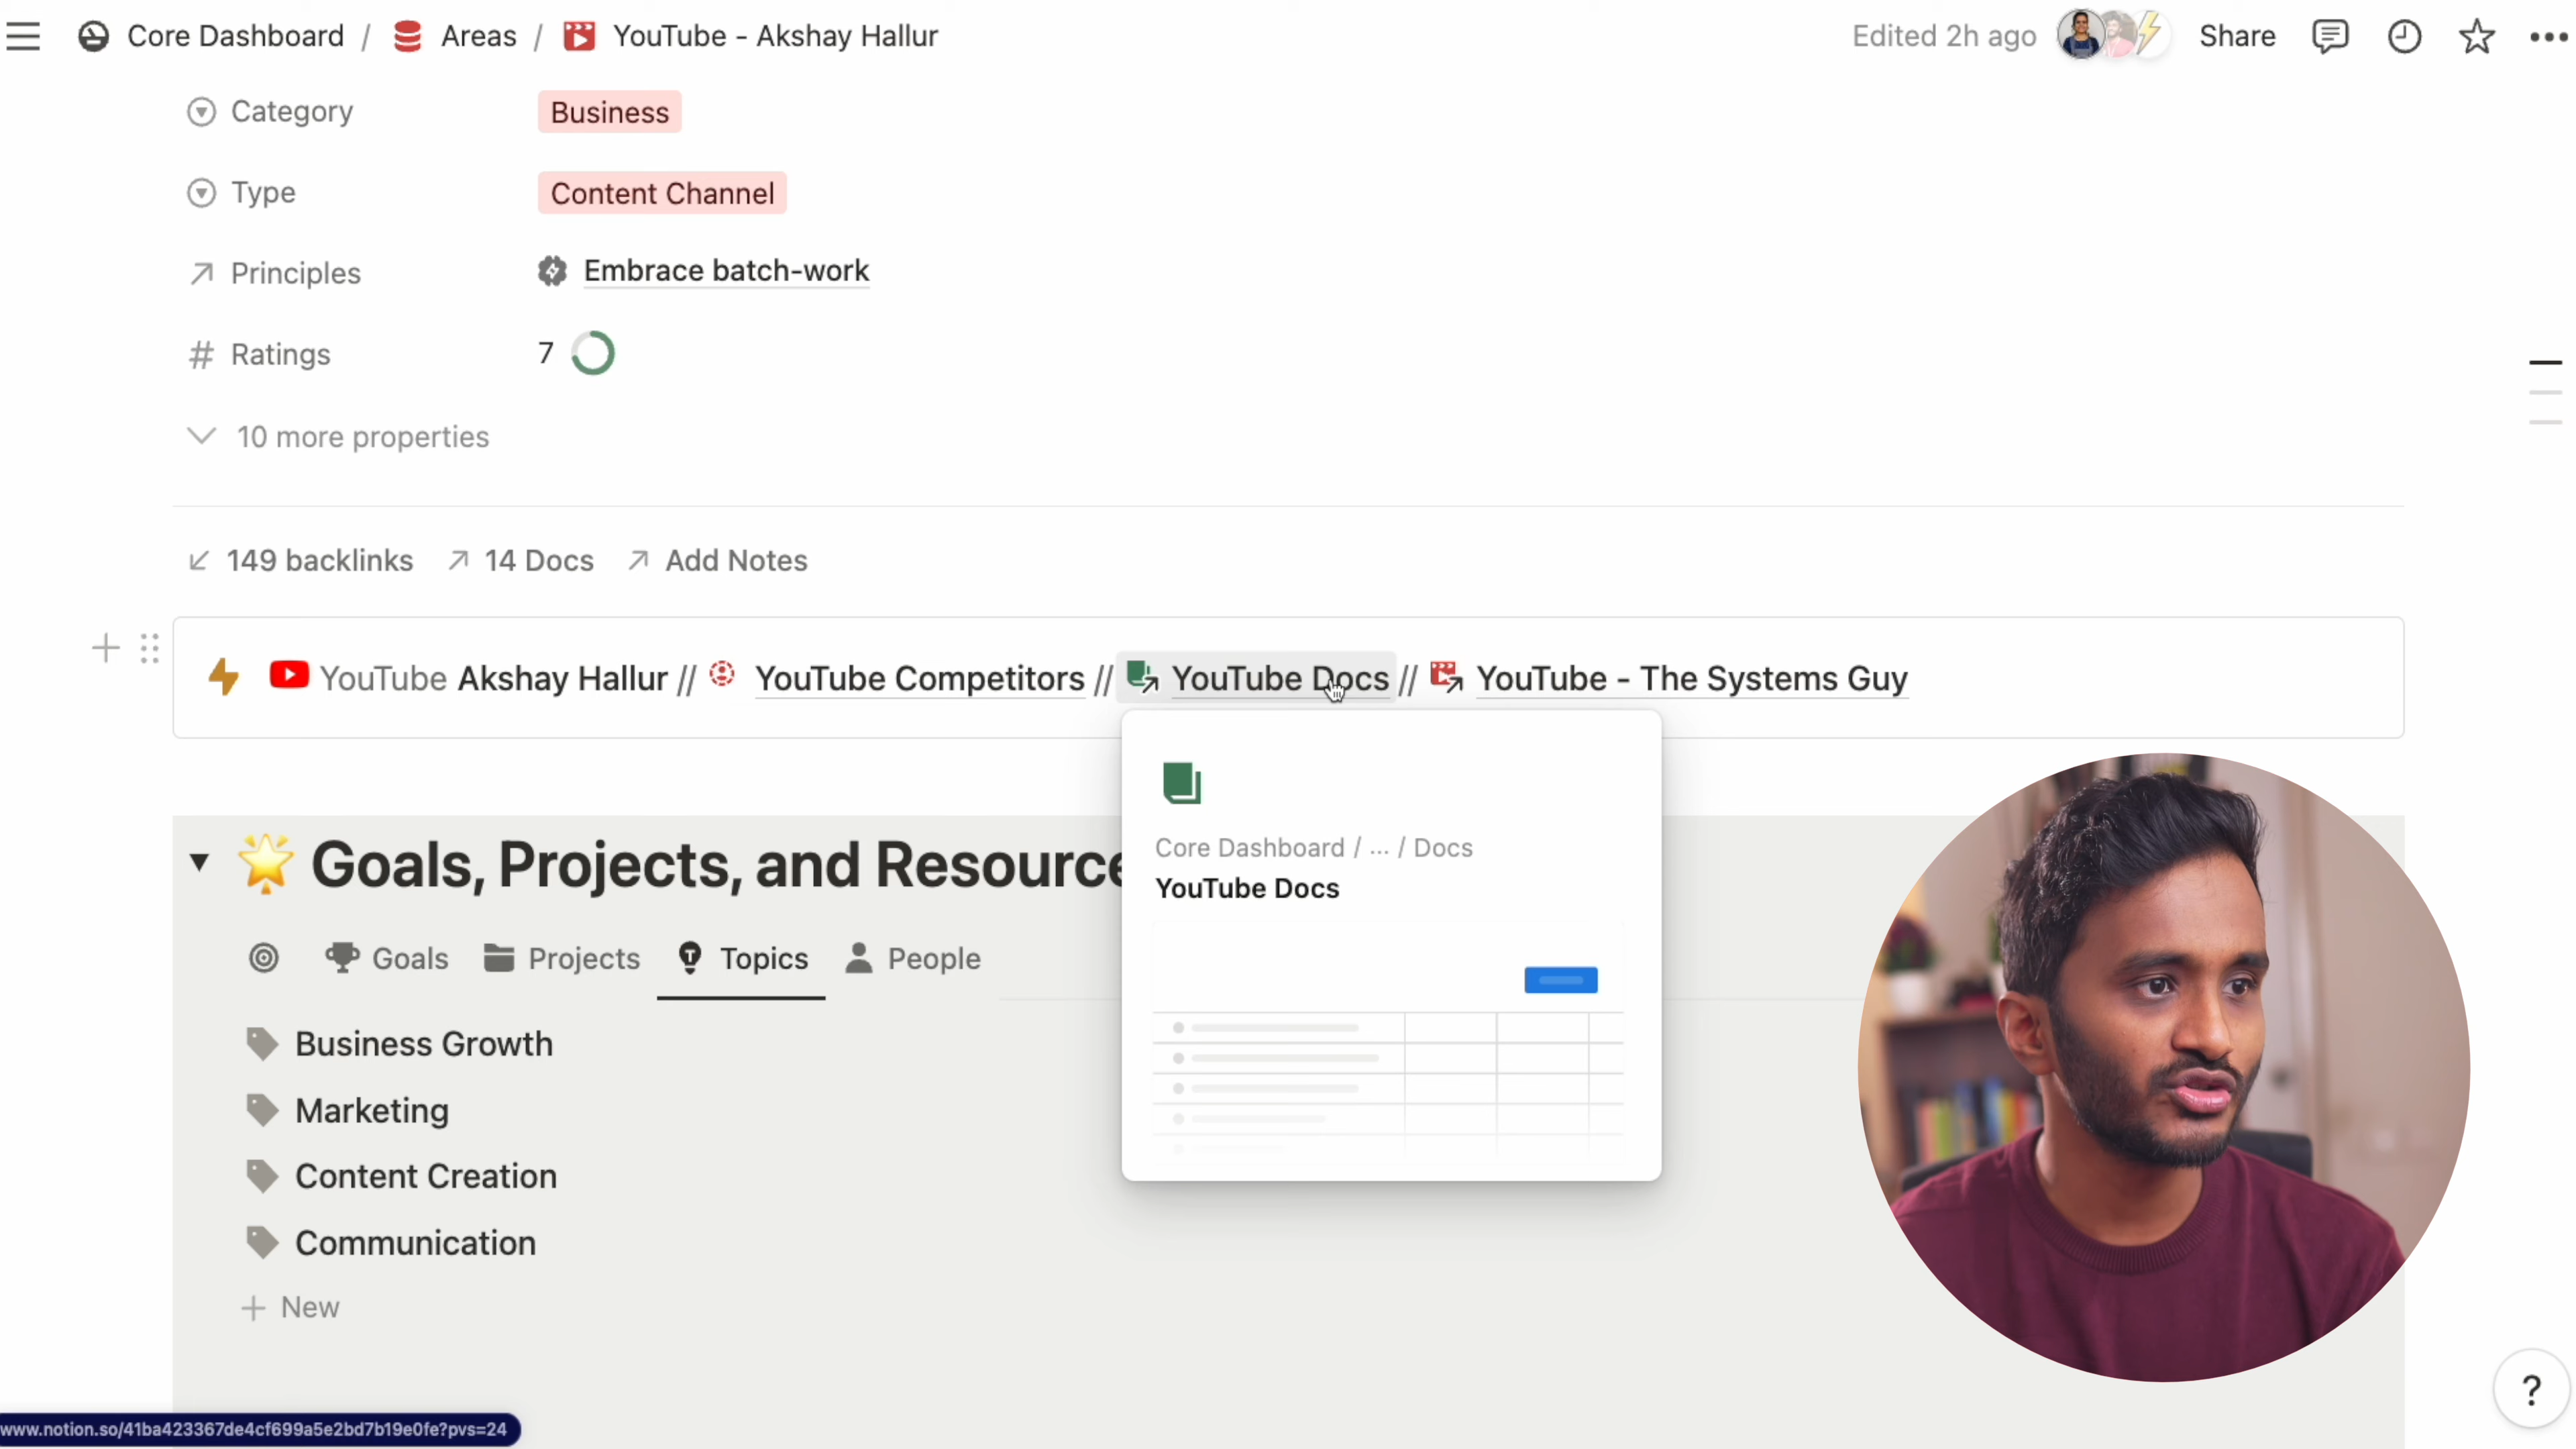 Core Dashboard / Areas / YouTube - Akshay Hallur
Edited 2h ago Share
Category Business
Type Content Channel
Principles Embrace batch-work
# Ratings 7
10 more properties
149 backlinks 14 Docs Add Notes
YouTube Akshay Hallur // YouTube Competitors // YouTube Docs // YouTube - The Systems Guy
Core Dashboard / ... / Docs
YouTube Docs
Goals, Projects, and Resource
Goals Projects Topics People
Business Growth
Marketing
Content Creation
Communication
+ New
?
www.notion.so/41ba423367de4cf699a5e2bd7b19e0fe?pvs=24